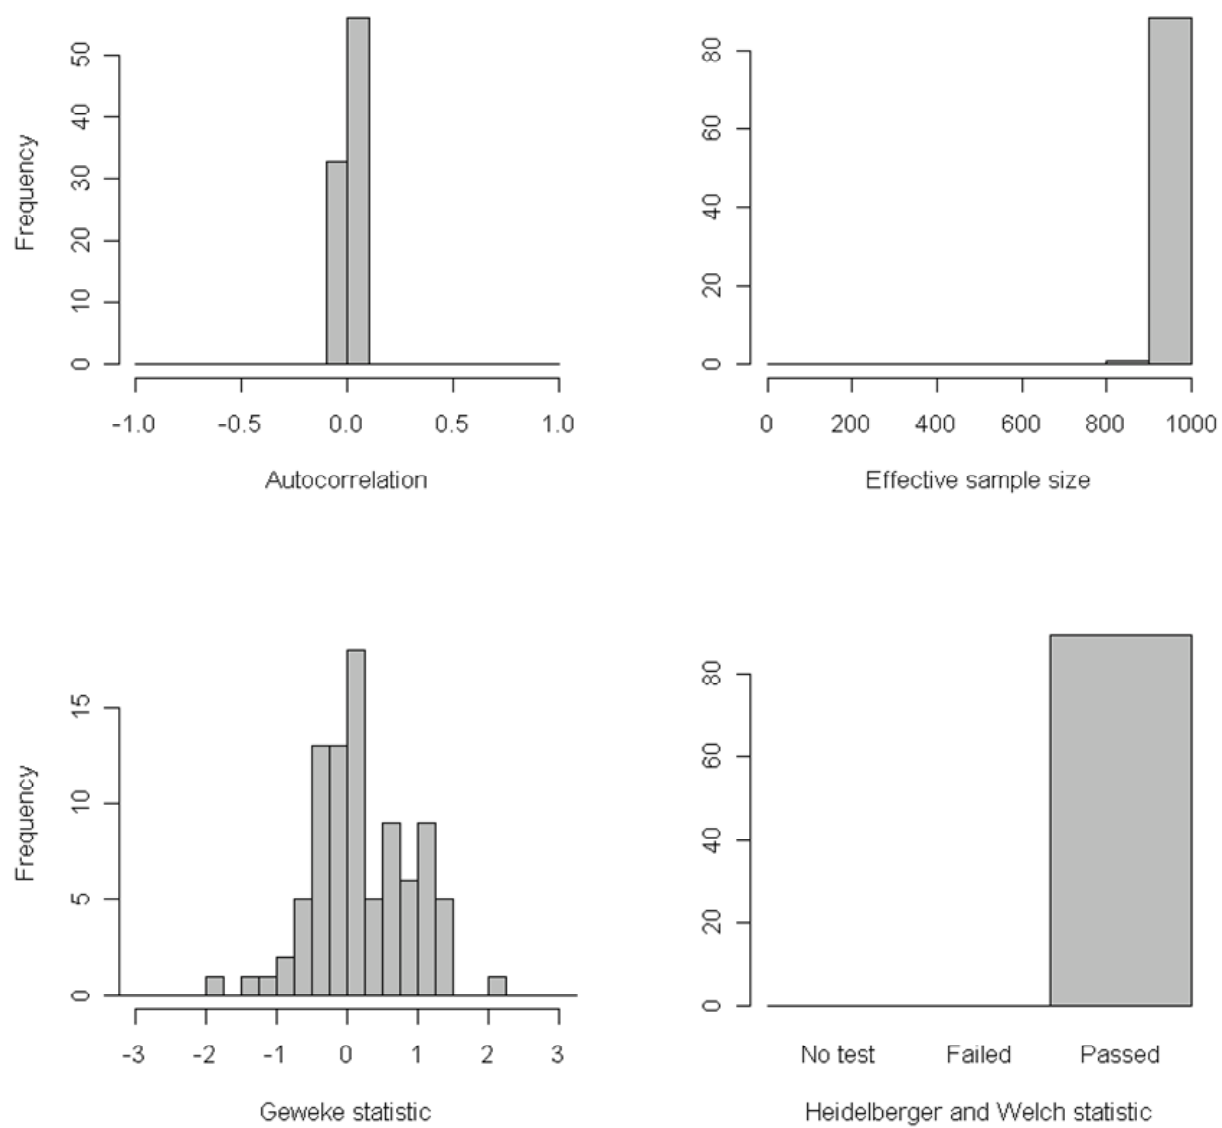 Frequency
50
40
30
20
10
0
-1.0 -0.5 0.0 0.5 1.0
Autocorrelation
80
60
40
20
0
0 200 400 600 800 1000
Effective sample size
Frequency
15
10
5
0
-3 -2 -1 0 1 2 3
Geweke statistic
80
60
40
20
0
No test Failed Passed
Heidelberger and Welch statistic